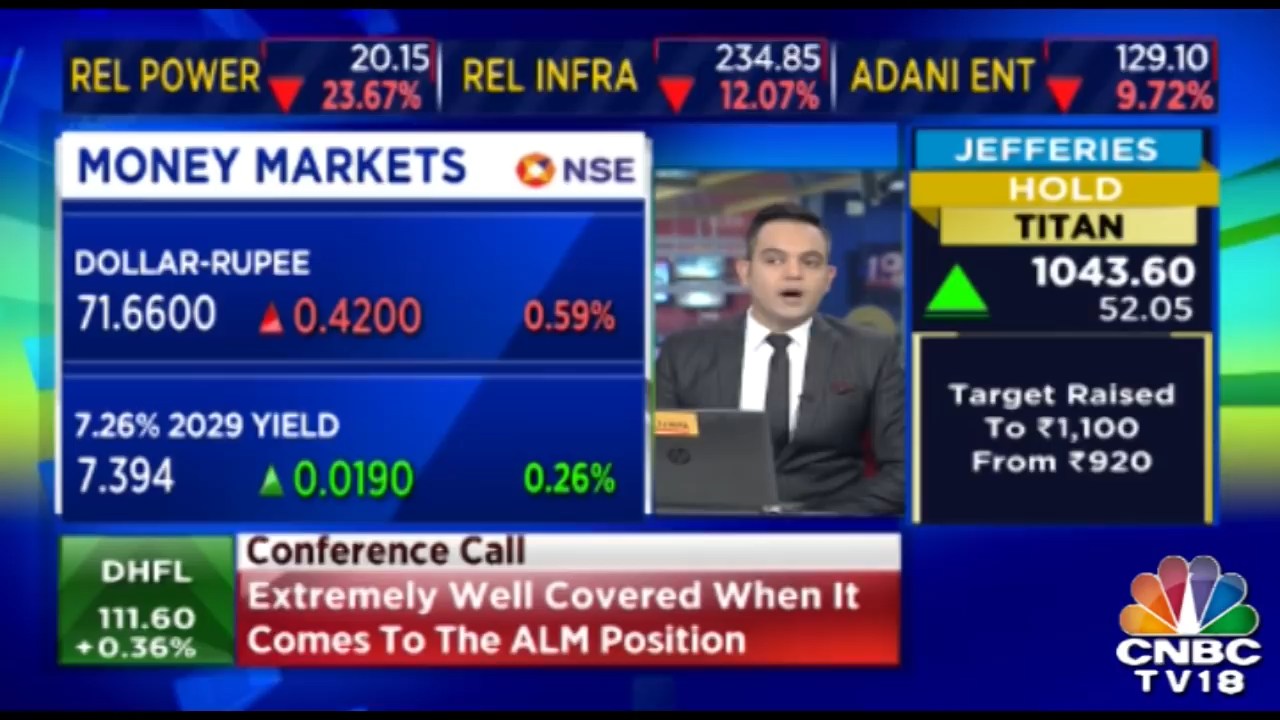 REL POWER 20.15 23.67%
REL INFRA 234.85 12.07%
ADANI ENT 129.10 9.72%
MONEY MARKETS NSE
DOLLAR-RUPEE
71.6600 0.4200 0.59%
7.26% 2029 YIELD
7.394 0.0190 0.26%
JEFFERIES
HOLD
TITAN
1043.60
52.05
Target Raised
To ₹1,100
From ₹920
19
hp
DHFL
111.60
+0.36%
Conference Call
Extremely Well Covered When It
Comes To The ALM Position
CNBC
TV18